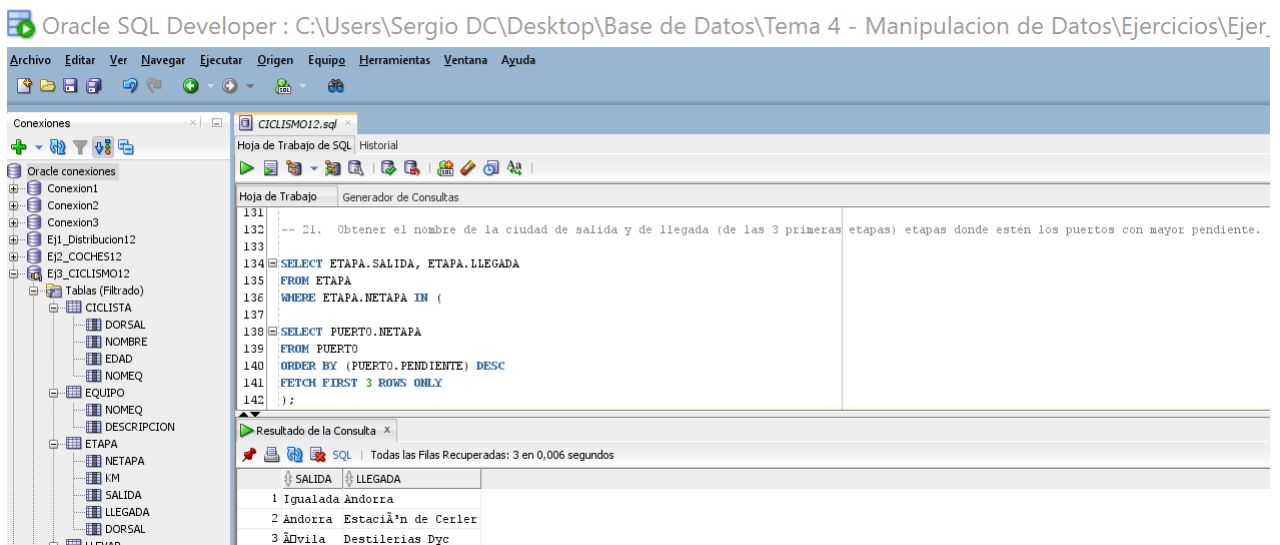 Oracle SQL Developer : C:\Users\Sergio DC\Desktop\Base de Datos\Tema 4 - Manipulacion de Datos\Ejercicios\Ejer_
Archivo Editar Ver Navegar Ejecutar Origen Equipo Herramientas Ventana Ayuda
Conexiones
Oracle conexiones
Conexion1
Conexion2
Conexion3
Ej1_Distribucion12
Ej2_COCHES12
Ej3_CICLISMO12
Tablas (Filtrado)
CICLISTA
DORSAL
NOMBRE
EDAD
NOMEQ
EQUIPO
NOMEQ
DESCRIPCION
ETAPA
NETAPA
KM
SALIDA
LLEGADA
DORSAL
CICLISMO12.sql
Hoja de Trabajo de SQL Historial
Hoja de Trabajo Generador de Consultas
131
132 -- 21. Obtener el nombre de la ciudad de salida y de llegada (de las 3 primeras etapas) etapas donde estén los puertos con mayor pendiente.
133
134 SELECT ETAPA.SALIDA, ETAPA.LLEGADA
135 FROM ETAPA
136 WHERE ETAPA.NETAPA IN (
137
138 SELECT PUERTO.NETAPA
139 FROM PUERTO
140 ORDER BY (PUERTO.PENDIENTE) DESC
141 FETCH FIRST 3 ROWS ONLY
142 );
Resultado de la Consulta
SQL | Todas las Filas Recuperadas: 3 en 0,006 segundos
SALIDA LLEGADA
1 Igualada Andorra
2 Andorra EstaciÃ³n de Cerler
3 Destilerias Dyc